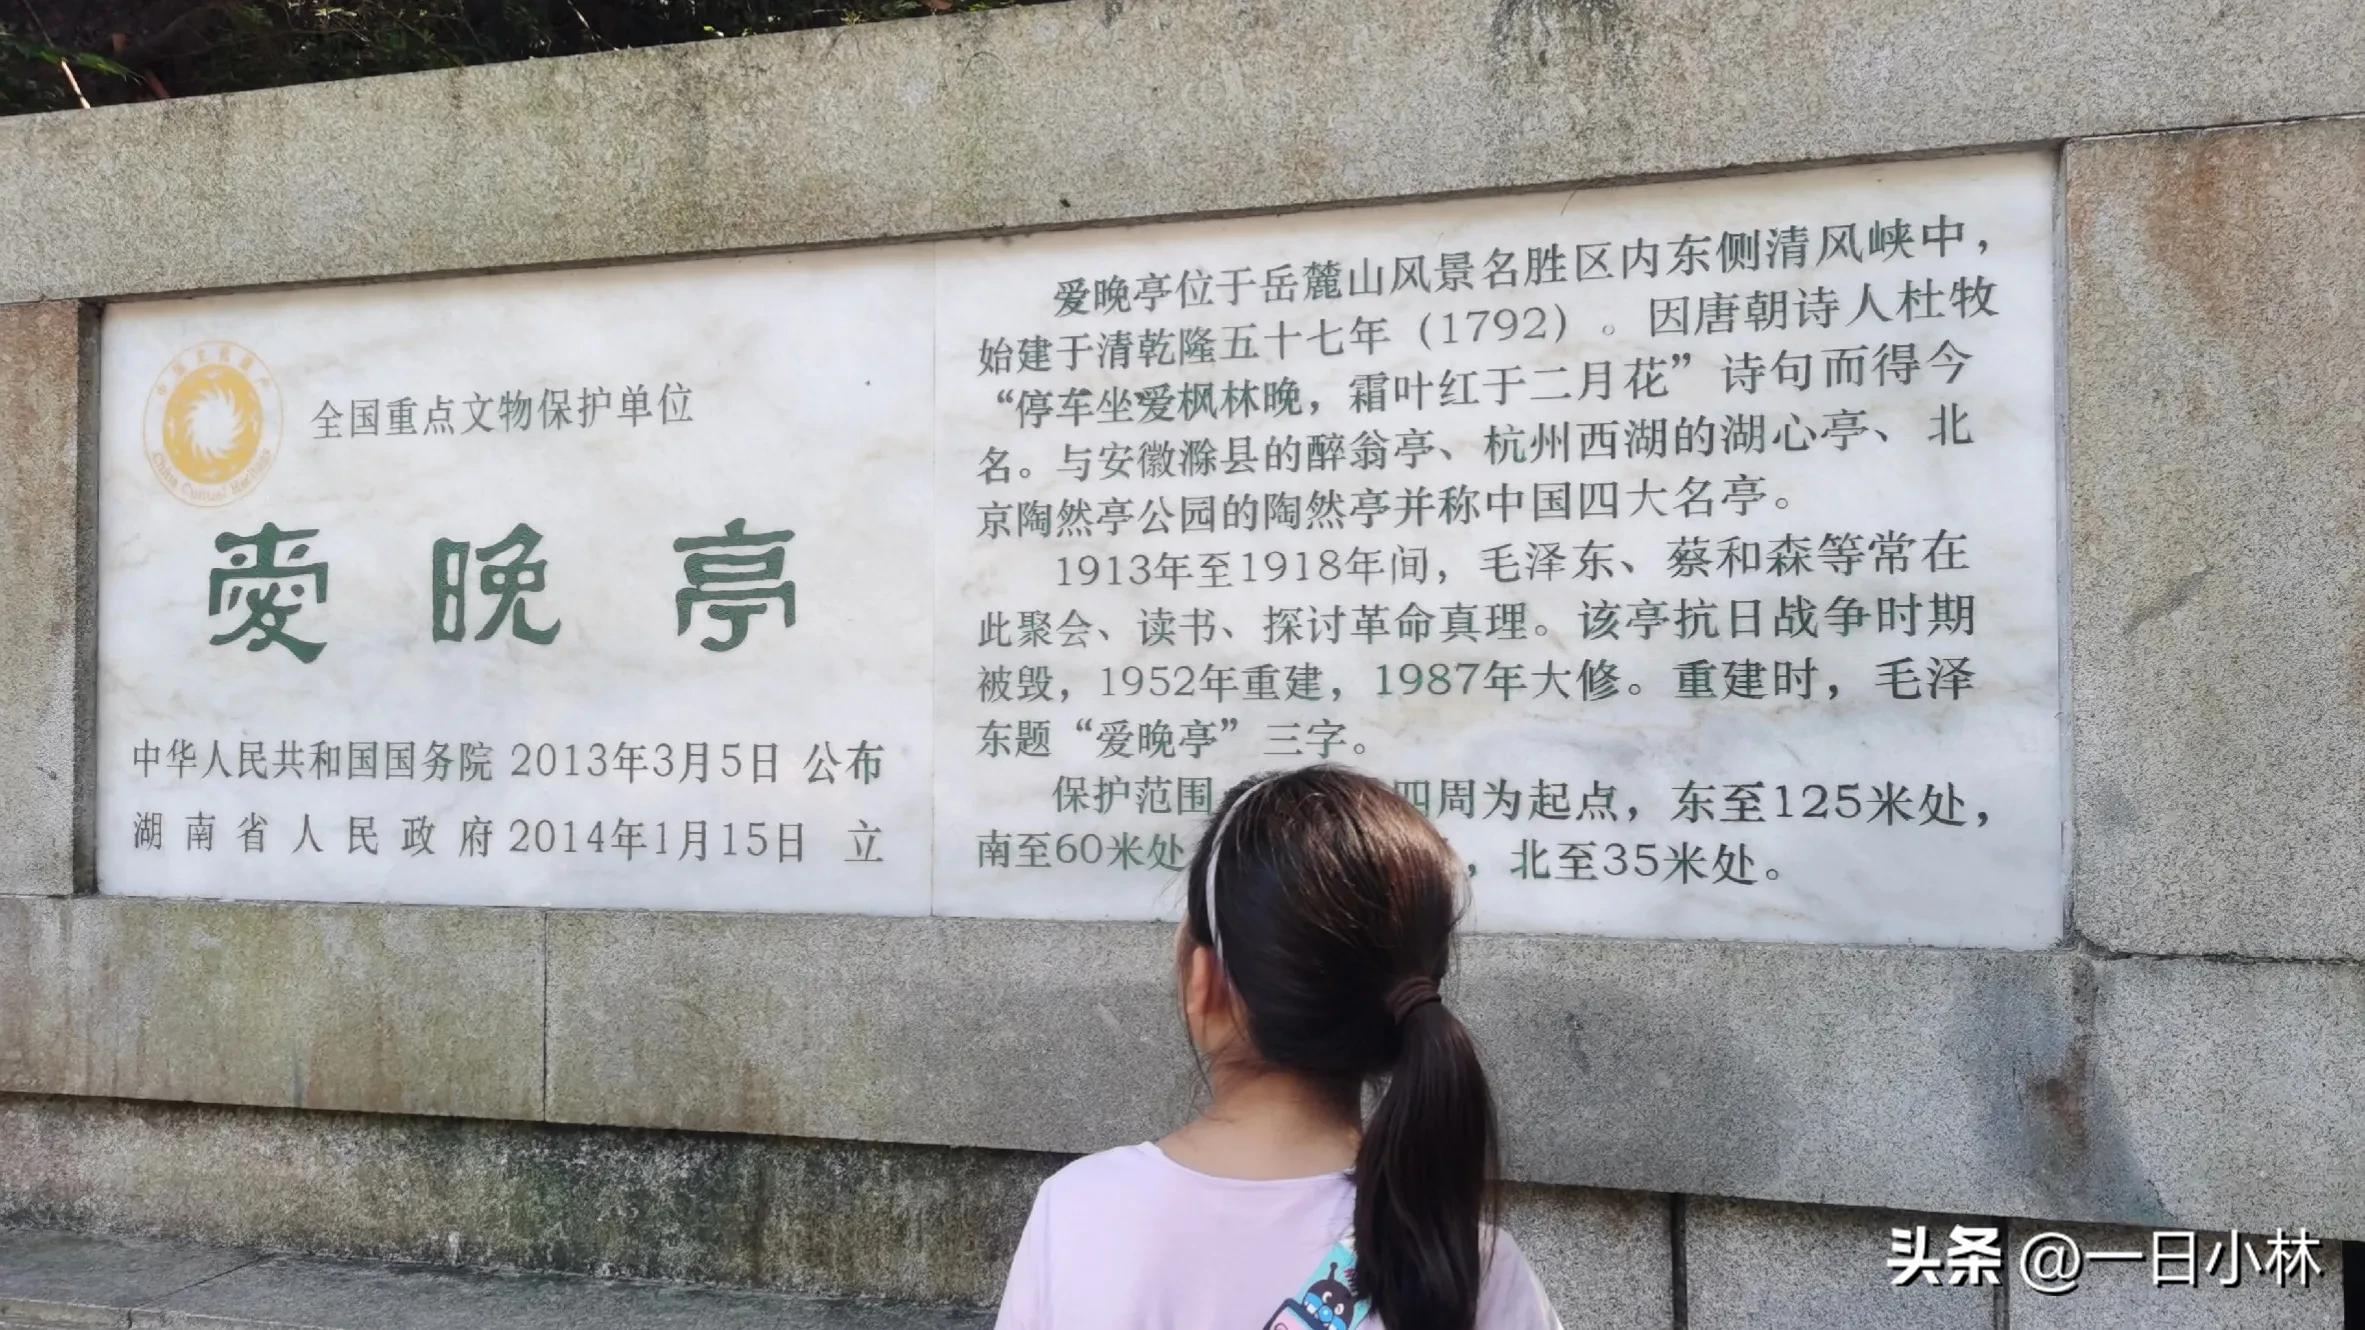 中国文化遗产
China Cultural Heritage
全国重点文物保护单位
爱晚亭
中华人民共和国国务院 2013年3月5日 公布
湖南省人民政府 2014年1月15日 立
爱晚亭位于岳麓山风景名胜区内东侧清风峡中，
始建于清乾隆五十七年（1792）。因唐朝诗人杜牧
“停车坐爱枫林晚，霜叶红于二月花”诗句而得今
名。与安徽滁县的醉翁亭、杭州西湖的湖心亭、北
京陶然亭公园的陶然亭并称中国四大名亭。
1913年至1918年间，毛泽东、蔡和森等常在
此聚会、读书、探讨革命真理。该亭抗日战争时期
被毁，1952年重建，1987年大修。重建时，毛泽
东题“爱晚亭”三字。
保护范围 四周为起点，东至125米处，
南至60米处 ，北至35米处。
头条 @一日小林